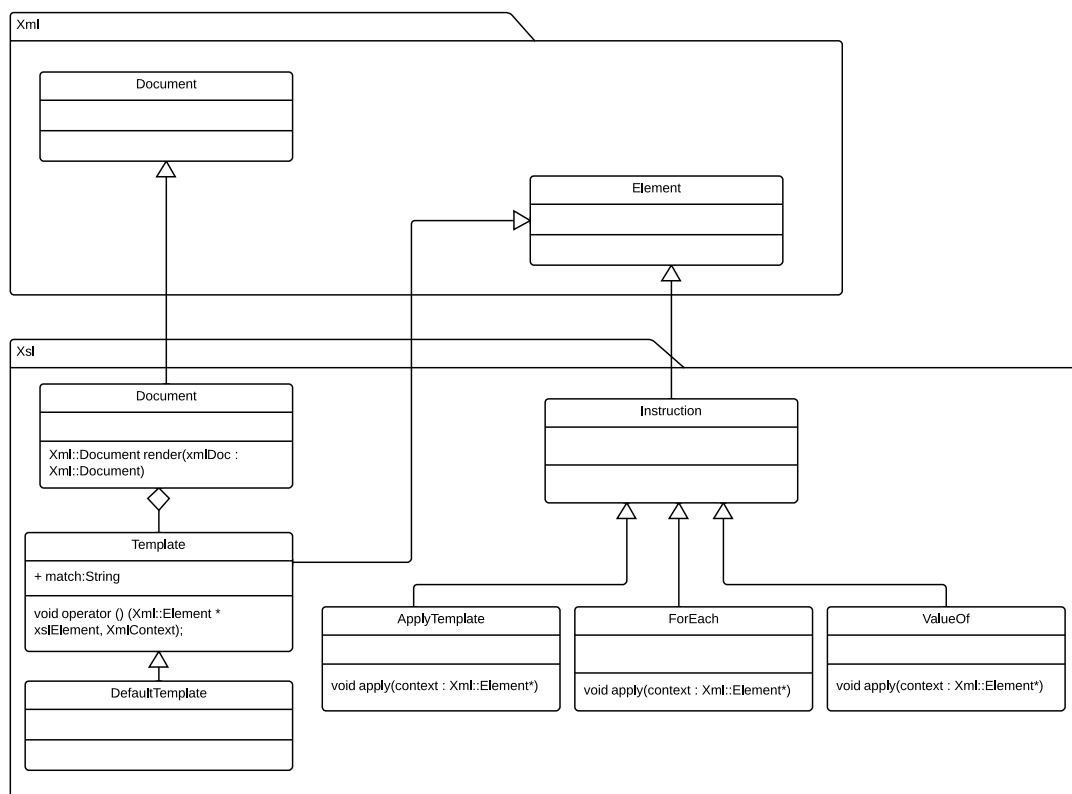 Xml
Document
Element
Xsl
Document
Xml::Document render(xmlDoc :
Xml::Document)
Instruction
Template
+ match:String
void operator () (Xml::Element *
xslElement, XmlContext);
ApplyTemplate
void apply(context : Xml::Element*)
ForEach
void apply(context : Xml::Element*)
ValueOf
void apply(context : Xml::Element*)
DefaultTemplate